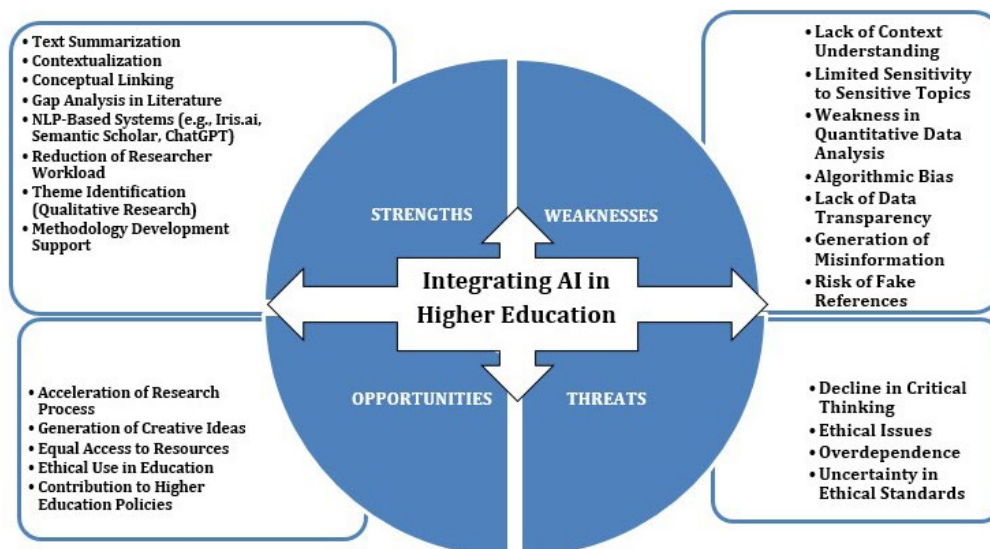 • Text Summarization
• Contextualization
• Conceptual Linking
• Gap Analysis in Literature
• NLP-Based Systems (e.g., Iris.ai,
Semantic Scholar, ChatGPT)
• Reduction of Researcher
Workload
• Theme Identification
(Qualitative Research)
• Methodology Development
Support
• Lack of Context
Understanding
• Limited Sensitivity
to Sensitive Topics
• Weakness in
Quantitative Data
Analysis
• Algorithmic Bias
• Lack of Data
Transparency
• Generation of
Misinformation
• Risk of Fake
References
STRENGTHS
WEAKNESSES
Integrating AI in
Higher Education
OPPORTUNITIES
THREATS
• Acceleration of Research
Process
• Generation of Creative Ideas
• Equal Access to Resources
• Ethical Use in Education
• Contribution to Higher
Education Policies
• Decline in Critical
Thinking
• Ethical Issues
• Overdependence
• Uncertainty in
Ethical Standards